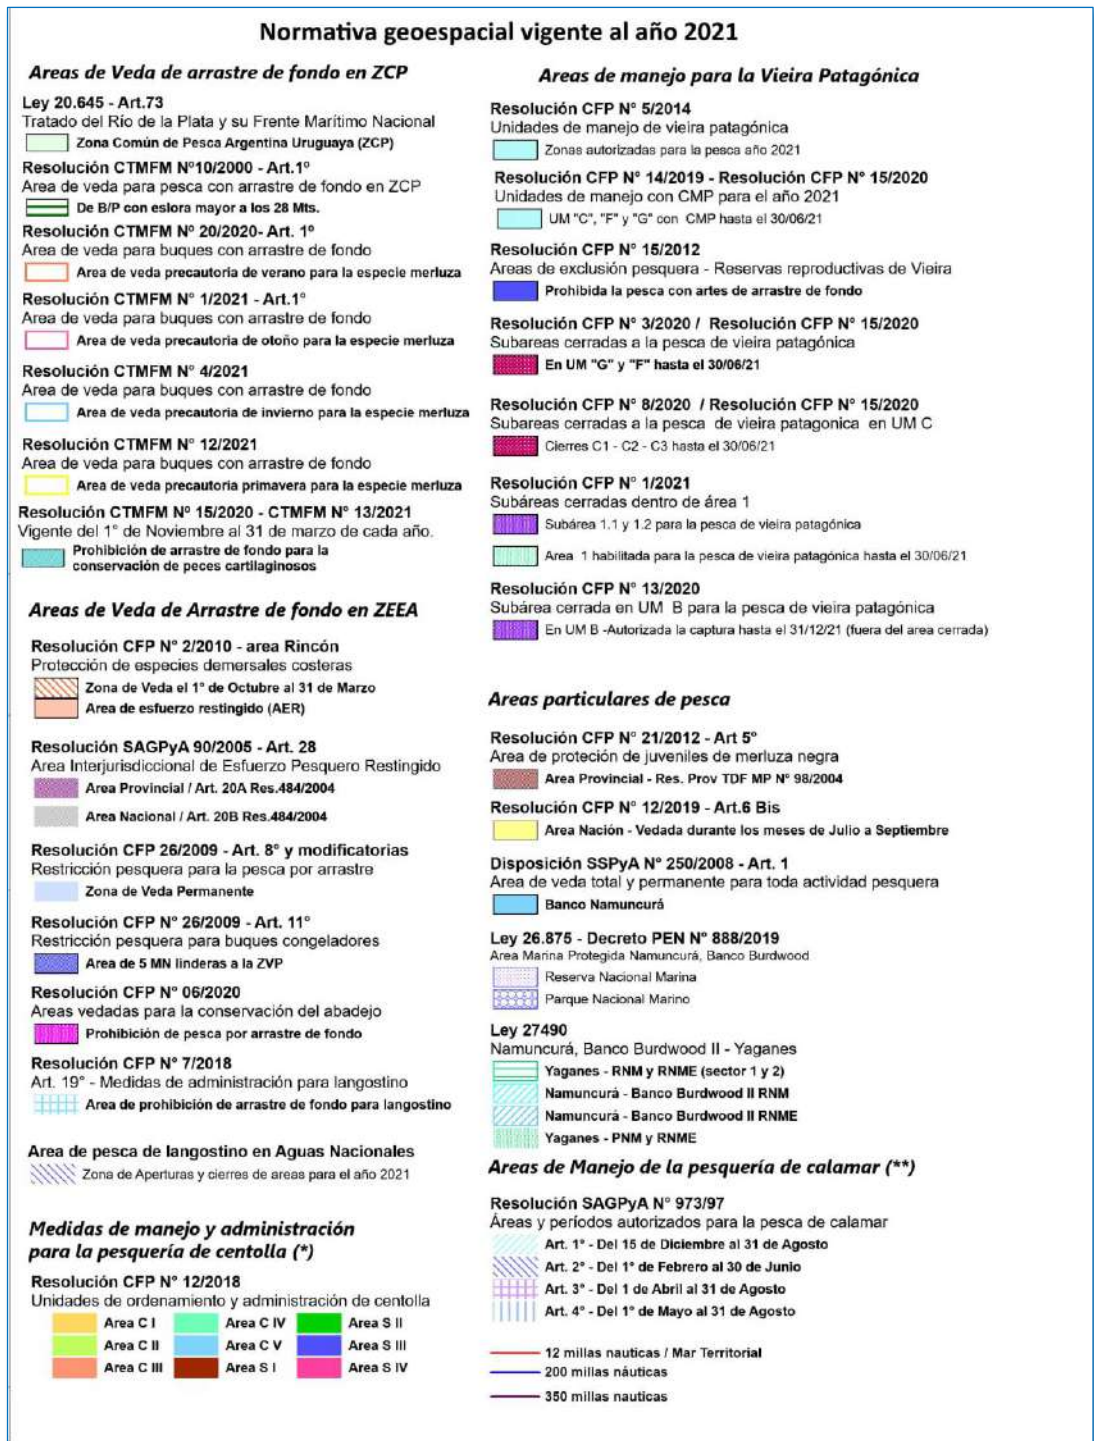 Normativa geoespacial vigente al año 2021
Areas de Veda de arrastre de fondo en ZCP
Ley 20.645 - Art.73
Tratado del Río de la Plata y su Frente Marítimo Nacional
Zona Común de Pesca Argentina Uruguaya (ZCP)
Resolución CTMFM Nº10/2000 - Art.1º
Area de veda para pesca con arrastre de fondo en ZCP
De B/P con eslora mayor a los 28 Mts.
Resolución CTMFM Nº 20/2020- Art. 1º
Area de veda para buques con arrastre de fondo
Area de veda precautoria de verano para la especie merluza
Resolución CTMFM N° 1/2021 - Art.1°
Area de veda para buques con arrastre de fondo
Area de veda precautoria de otoño para la especie merluza
Resolución CTMFM N° 4/2021
Area de veda para buques con arrastre de fondo
Area de veda precautoria de invierno para la especie merluza
Resolución CTMFM N° 12/2021
Area de veda para buques con arrastre de fondo
Area de veda precautoria primavera para la especie merluza
Resolución CTMFM Nº 15/2020 - CTMFM N° 13/2021
Vigente del 1° de Noviembre al 31 de marzo de cada año.
Prohibición de arrastre de fondo para la
conservación de peces cartilaginosos
Areas de Veda de Arrastre de fondo en ZEEA
Resolución CFP N° 2/2010 - area Rincón
Protección de especies demersales costeras
Zona de Veda el 1° de Octubre al 31 de Marzo
Area de esfuerzo restingido (AER)
Resolución SAGPyA 90/2005 - Art. 28
Area Interjurisdiccional de Esfuerzo Pesquero Restingido
Area Provincial / Art. 20A Res.484/2004
Area Nacional / Art. 20B Res.484/2004
Resolución CFP 26/2009 - Art. 8° y modificatorias
Restricción pesquera para la pesca por arrastre
Zona de Veda Permanente
Resolución CFP N° 26/2009 - Art. 11°
Restricción pesquera para buques congeladores
Area de 5 MN linderas a la ZVP
Resolución CFP N° 06/2020
Areas vedadas para la conservación del abadejo
Prohibición de pesca por arrastre de fondo
Resolución CFP N° 7/2018
Art. 19° - Medidas de administración para langostino
Area de prohibición de arrastre de fondo para langostino
Area de pesca de langostino en Aguas Nacionales
Zona de Aperturas y cierres de areas para el año 2021
Medidas de manejo y administración
para la pesquería de centolla (*)
Resolución CFP N° 12/2018
Unidades de ordenamiento y administración de centolla
Area C I Area C IV Area S II
Area C II Area C V Area S III
Area C III Area S I Area S IV
Areas de manejo para la Vieira Patagónica
Resolución CFP N° 5/2014
Unidades de manejo de vieira patagónica
Zonas autorizadas para la pesca año 2021
Resolución CFP N° 14/2019 - Resolución CFP N° 15/2020
Unidades de manejo con CMP para el año 2021
UM "C", "F" y "G" con CMP hasta el 30/06/21
Resolución CFP N° 15/2012
Areas de exclusión pesquera - Reservas reproductivas de Vieira
Prohibida la pesca con artes de arrastre de fondo
Resolución CFP N° 3/2020 / Resolución CFP N° 15/2020
Subareas cerradas a la pesca de vieira patagónica
En UM "G" y "F" hasta el 30/06/21
Resolución CFP N° 8/2020 / Resolución CFP N° 15/2020
Subareas cerradas a la pesca de vieira patagonica en UM C
Cierres C1 - C2 - C3 hasta el 30/06/21
Resolución CFP N° 1/2021
Subáreas cerradas dentro de área 1
Subárea 1.1 y 1.2 para la pesca de vieira patagónica
Area 1 habilitada para la pesca de vieira patagónica hasta el 30/06/21
Resolución CFP N° 13/2020
Subárea cerrada en UM B para la pesca de vieira patagónica
En UM B -Autorizada la captura hasta el 31/12/21 (fuera del area cerrada)
Areas particulares de pesca
Resolución CFP N° 21/2012 - Art 5°
Area de proteción de juveniles de merluza negra
Area Provincial - Res. Prov TDF MP N° 98/2004
Resolución CFP N° 12/2019 - Art.6 Bis
Area Nación - Vedada durante los meses de Julio a Septiembre
Disposición SSPyA N° 250/2008 - Art. 1
Area de veda total y permanente para toda actividad pesquera
Banco Namuncurá
Ley 26.875 - Decreto PEN N° 888/2019
Area Marina Protegida Namuncurá, Banco Burdwood
Reserva Nacional Marina
Parque Nacional Marino
Ley 27490
Namuncurá, Banco Burdwood II - Yaganes
Yaganes - RNM y RNME (sector 1 y 2)
Namuncurá - Banco Burdwood II RNM
Namuncurá - Banco Burdwood II RNME
Yaganes - PNM y RNME
Areas de Manejo de la pesquería de calamar (**)
Resolución SAGPyA N° 973/97
Áreas y períodos autorizados para la pesca de calamar
Art. 1° - Del 15 de Diciembre al 31 de Agosto
Art. 2° - Del 1° de Febrero al 30 de Junio
Art. 3° - Del 1 de Abril al 31 de Agosto
Art. 4° - Del 1° de Mayo al 31 de Agosto
12 millas nauticas / Mar Territorial
200 millas náuticas
350 millas nauticas